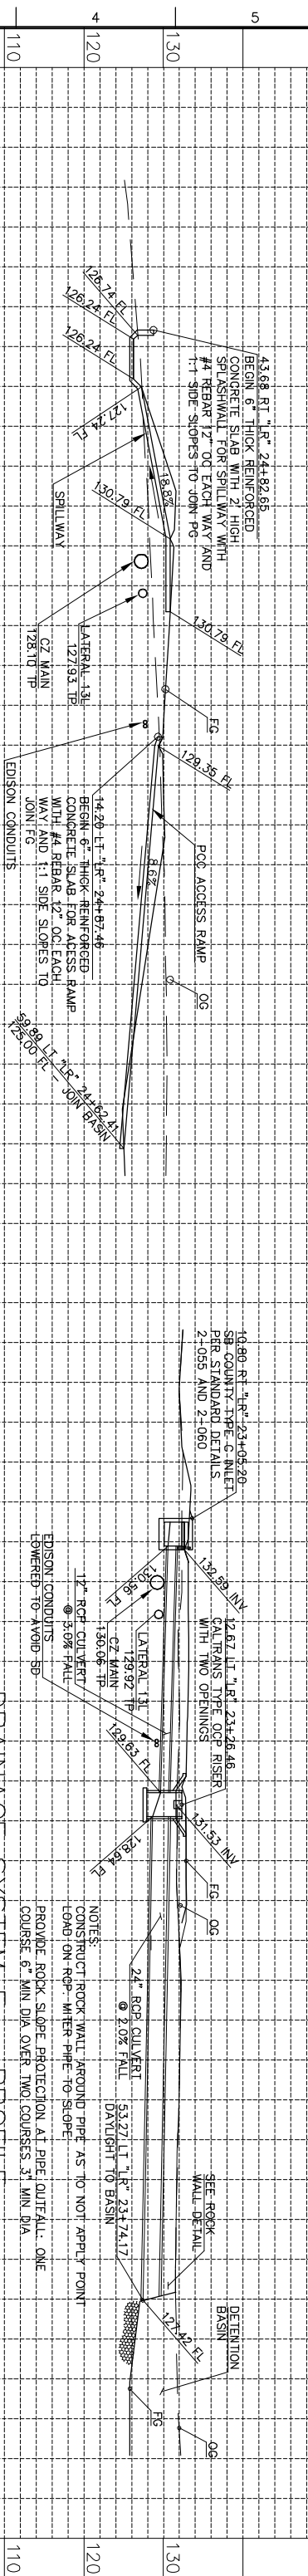 4
5
110
120
130
43.68 RT "LR" 24+82.65
BEGIN 6" THICK REINFORCED
CONCRETE SLAB WITH 2' HIGH
SPLASHWALL FOR SPILLWAY WITH
#4 REBAR 12" OC EACH WAY AND
1:1 SIDE SLOPES TO JOIN PG
126.74 FL
126.24 FL
126.24 FL
127.24 FL
18.8%
130.79 FL
130.79 FL
SPILLWAY
LATERAL 13L
127.93 TP
CZ MAIN
128.10 TP
FG
129.35 FL
EDISON CONDUITS
PCC ACCESS RAMP
8.6%
OG
14.20 LT "LR" 24+87.46
BEGIN 6" THICK REINFORCED
CONCRETE SLAB FOR ACESS RAMP
WITH #4 REBAR 12" OC EACH
WAY AND 1:1 SIDE SLOPES TO
JOIN FG
59.89 LT "LR" 24+62.41
125.00 FL - JOIN BASIN
10.80 RT "LR" 23+05.20
SB COUNTY TYPE C INLET
PER STANDARD DETAILS
2-055 AND 2-060
132.59 INV
130.56 FL
LATERAL 13L
129.92 TP
CZ MAIN
130.06 TP
12" RCP CULVERT
@ 3.0% FALL
EDISON CONDUITS
LOWERED TO AVOID SD
12.67 LT "LR" 23+26.46
CALTRANS TYPE OCP RISER
WITH TWO OPENINGS
131.53 INV
129.63 FL
128.64 FL
FG
OG
24" RCP CULVERT
@ 2.0% FALL
53.27 LT "LR" 23+74.17
DAYLIGHT TO BASIN
SEE ROCK
WALL DETAIL
127.42 FL
DETENTION
BASIN
FG
OG
NOTES:
CONSTRUCT ROCK WALL AROUND PIPE AS TO NOT APPLY POINT
LOAD ON RCP. MITER PIPE TO SLOPE
PROVIDE ROCK SLOPE PROTECTION AT PIPE OUTFALL: ONE
COURSE 6" MIN DIA OVER TWO COURSES 3" MIN DIA
110
120
130